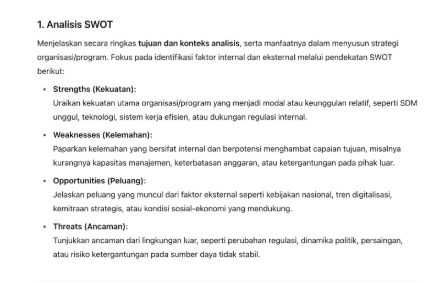 1. Analisis SWOT
Menjelaskan secara ringkas tujuan dan konteks analisis, serta manfaatnya dalam menyusun strategi
organisasi/program. Fokus pada identifikasi faktor internal dan eksternal melalui pendekatan SWOT
berikut:
• Strengths (Kekuatan):
Uraikan kekuatan utama organisasi/program yang menjadi modal atau keunggulan relatif, seperti SDM
unggul, teknologi, sistem kerja efisien, atau dukungan regulasi internal.
• Weaknesses (Kelemahan):
Paparkan kelemahan yang bersifat internal dan berpotensi menghambat capaian tujuan, misalnya
kurangnya kapasitas manajemen, keterbatasan anggaran, atau ketergantungan pada pihak luar.
• Opportunities (Peluang):
Jelaskan peluang yang muncul dari faktor eksternal seperti kebijakan nasional, tren digitalisasi,
kemitraan strategis, atau kondisi sosial-ekonomi yang mendukung.
• Threats (Ancaman):
Tunjukkan ancaman dari lingkungan luar, seperti perubahan regulasi, dinamika politik, persaingan,
atau risiko ketergantungan pada sumber daya tidak stabil.